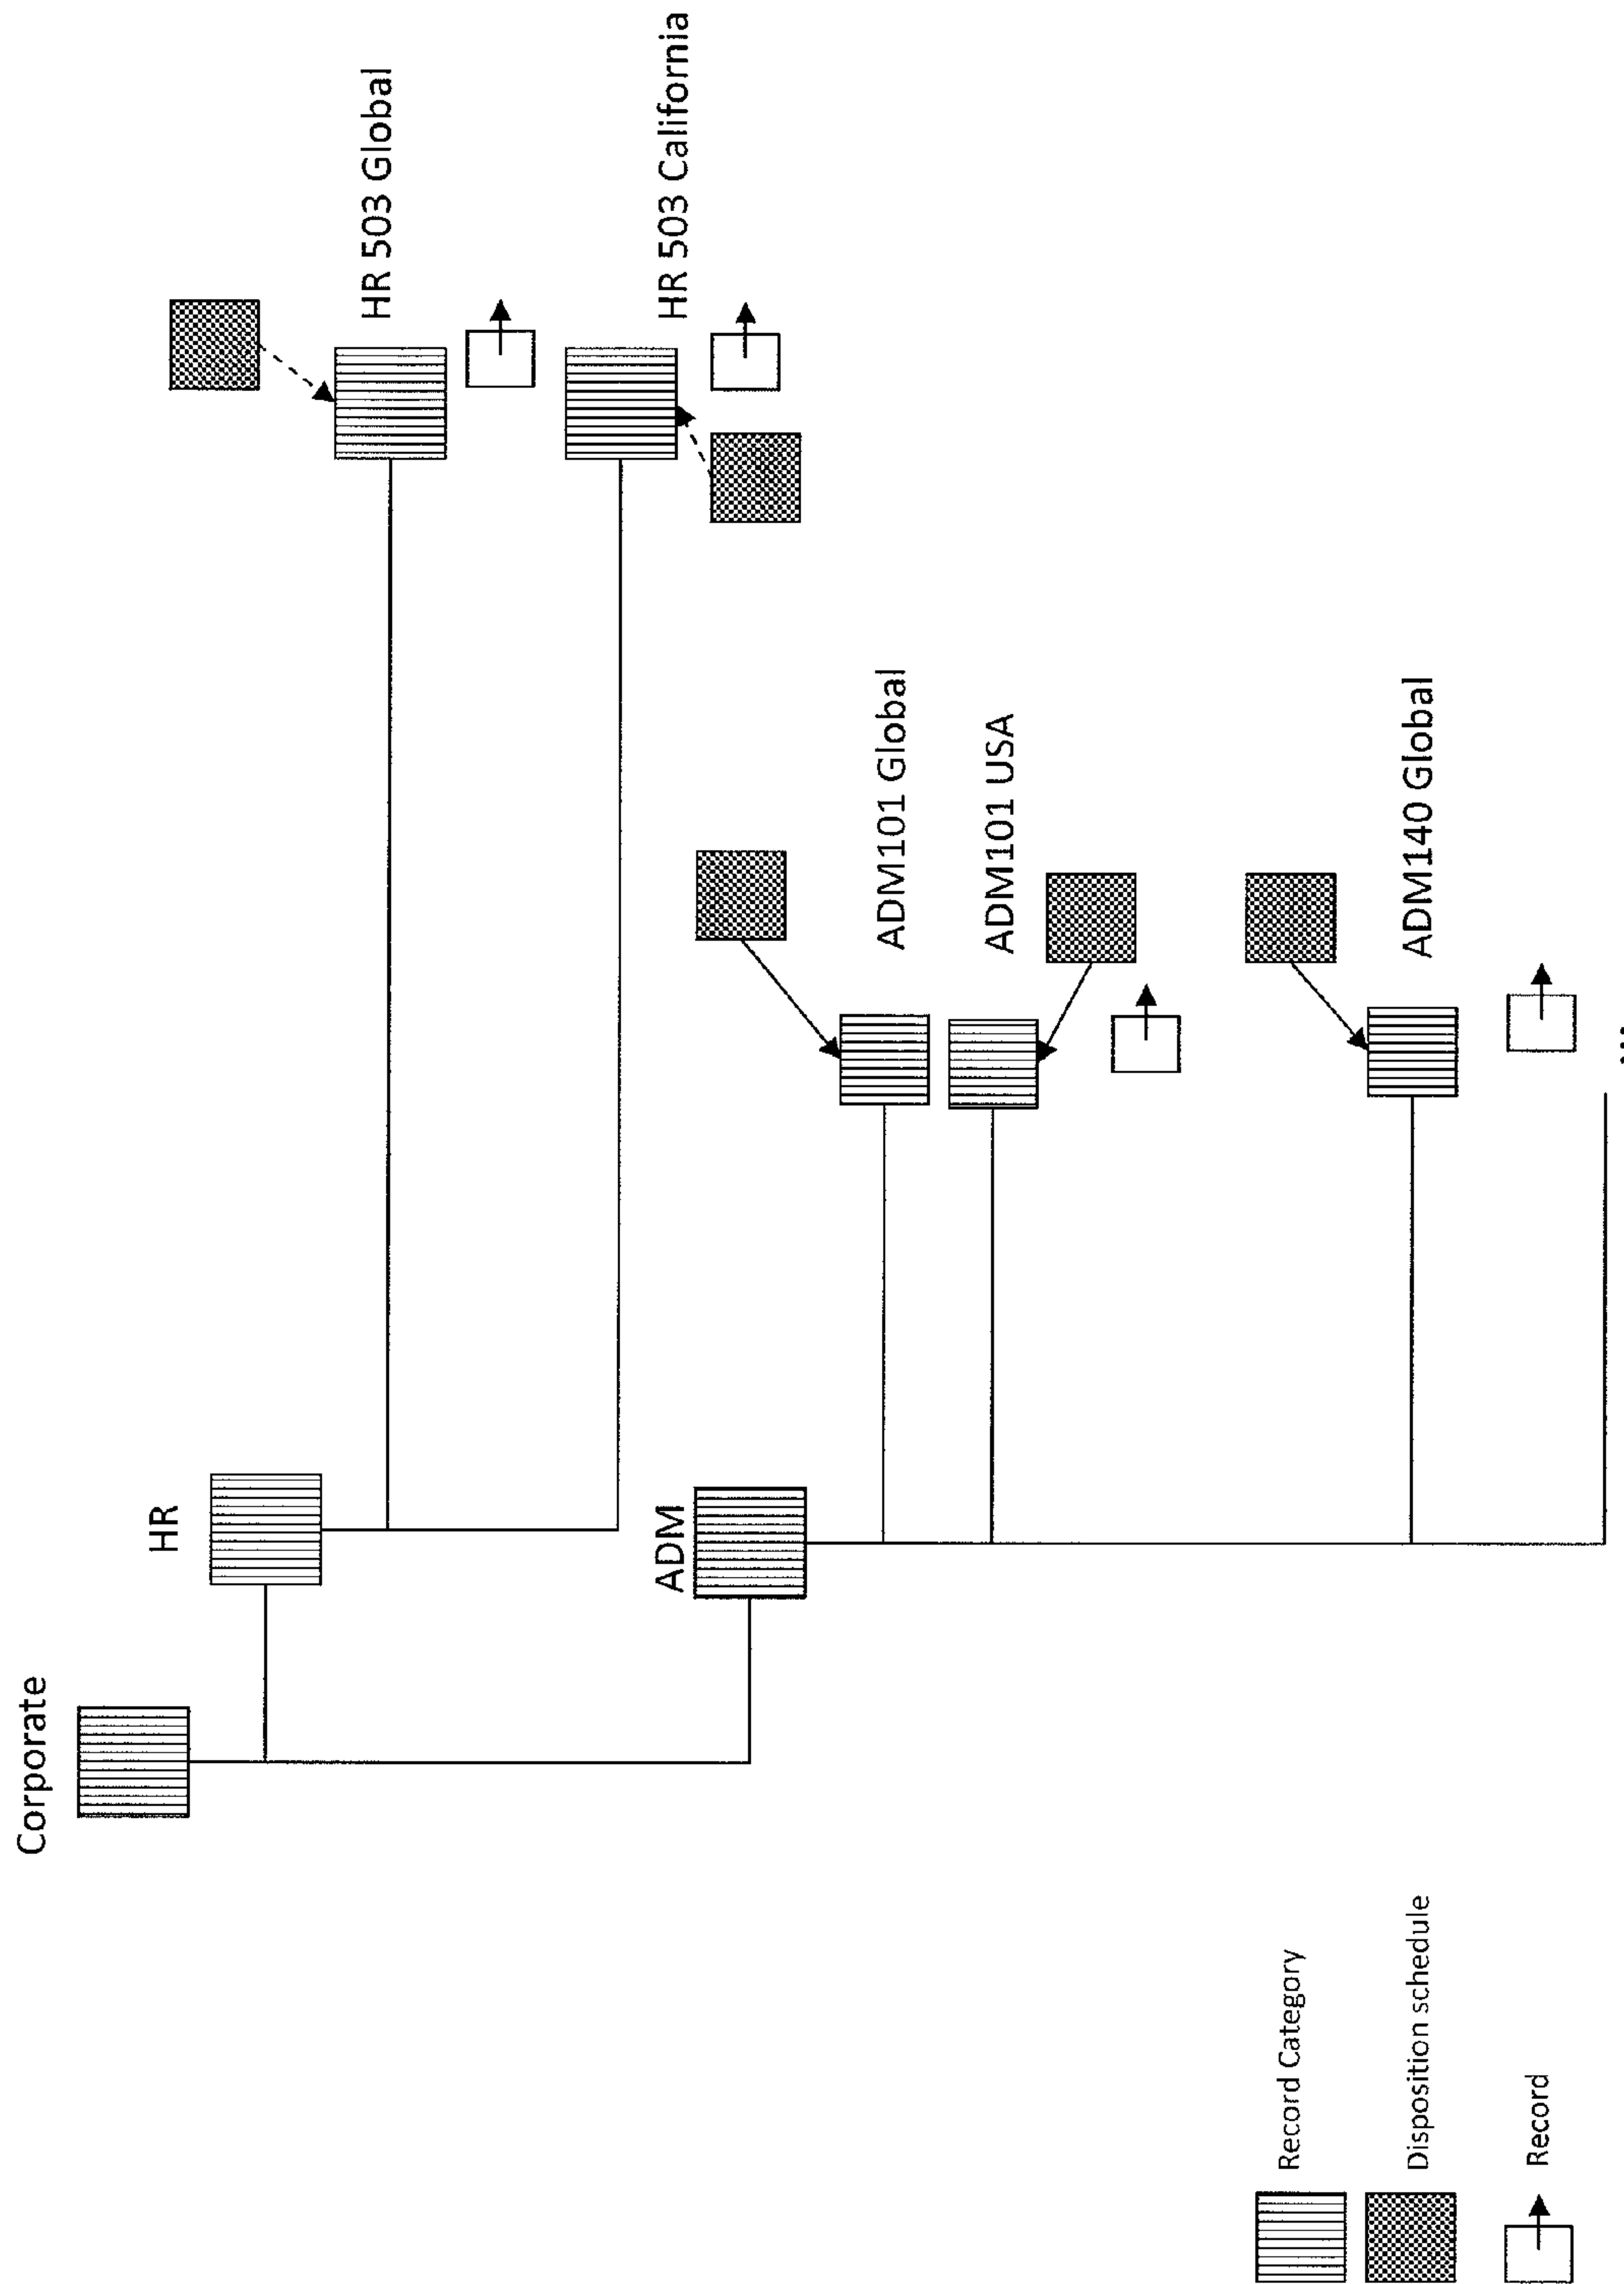 Corporate
HR
HR 503 Global
HR 503 California
ADM
ADM101 Global
ADM101 USA
ADM140 Global
Record Category
Disposition schedule
Record